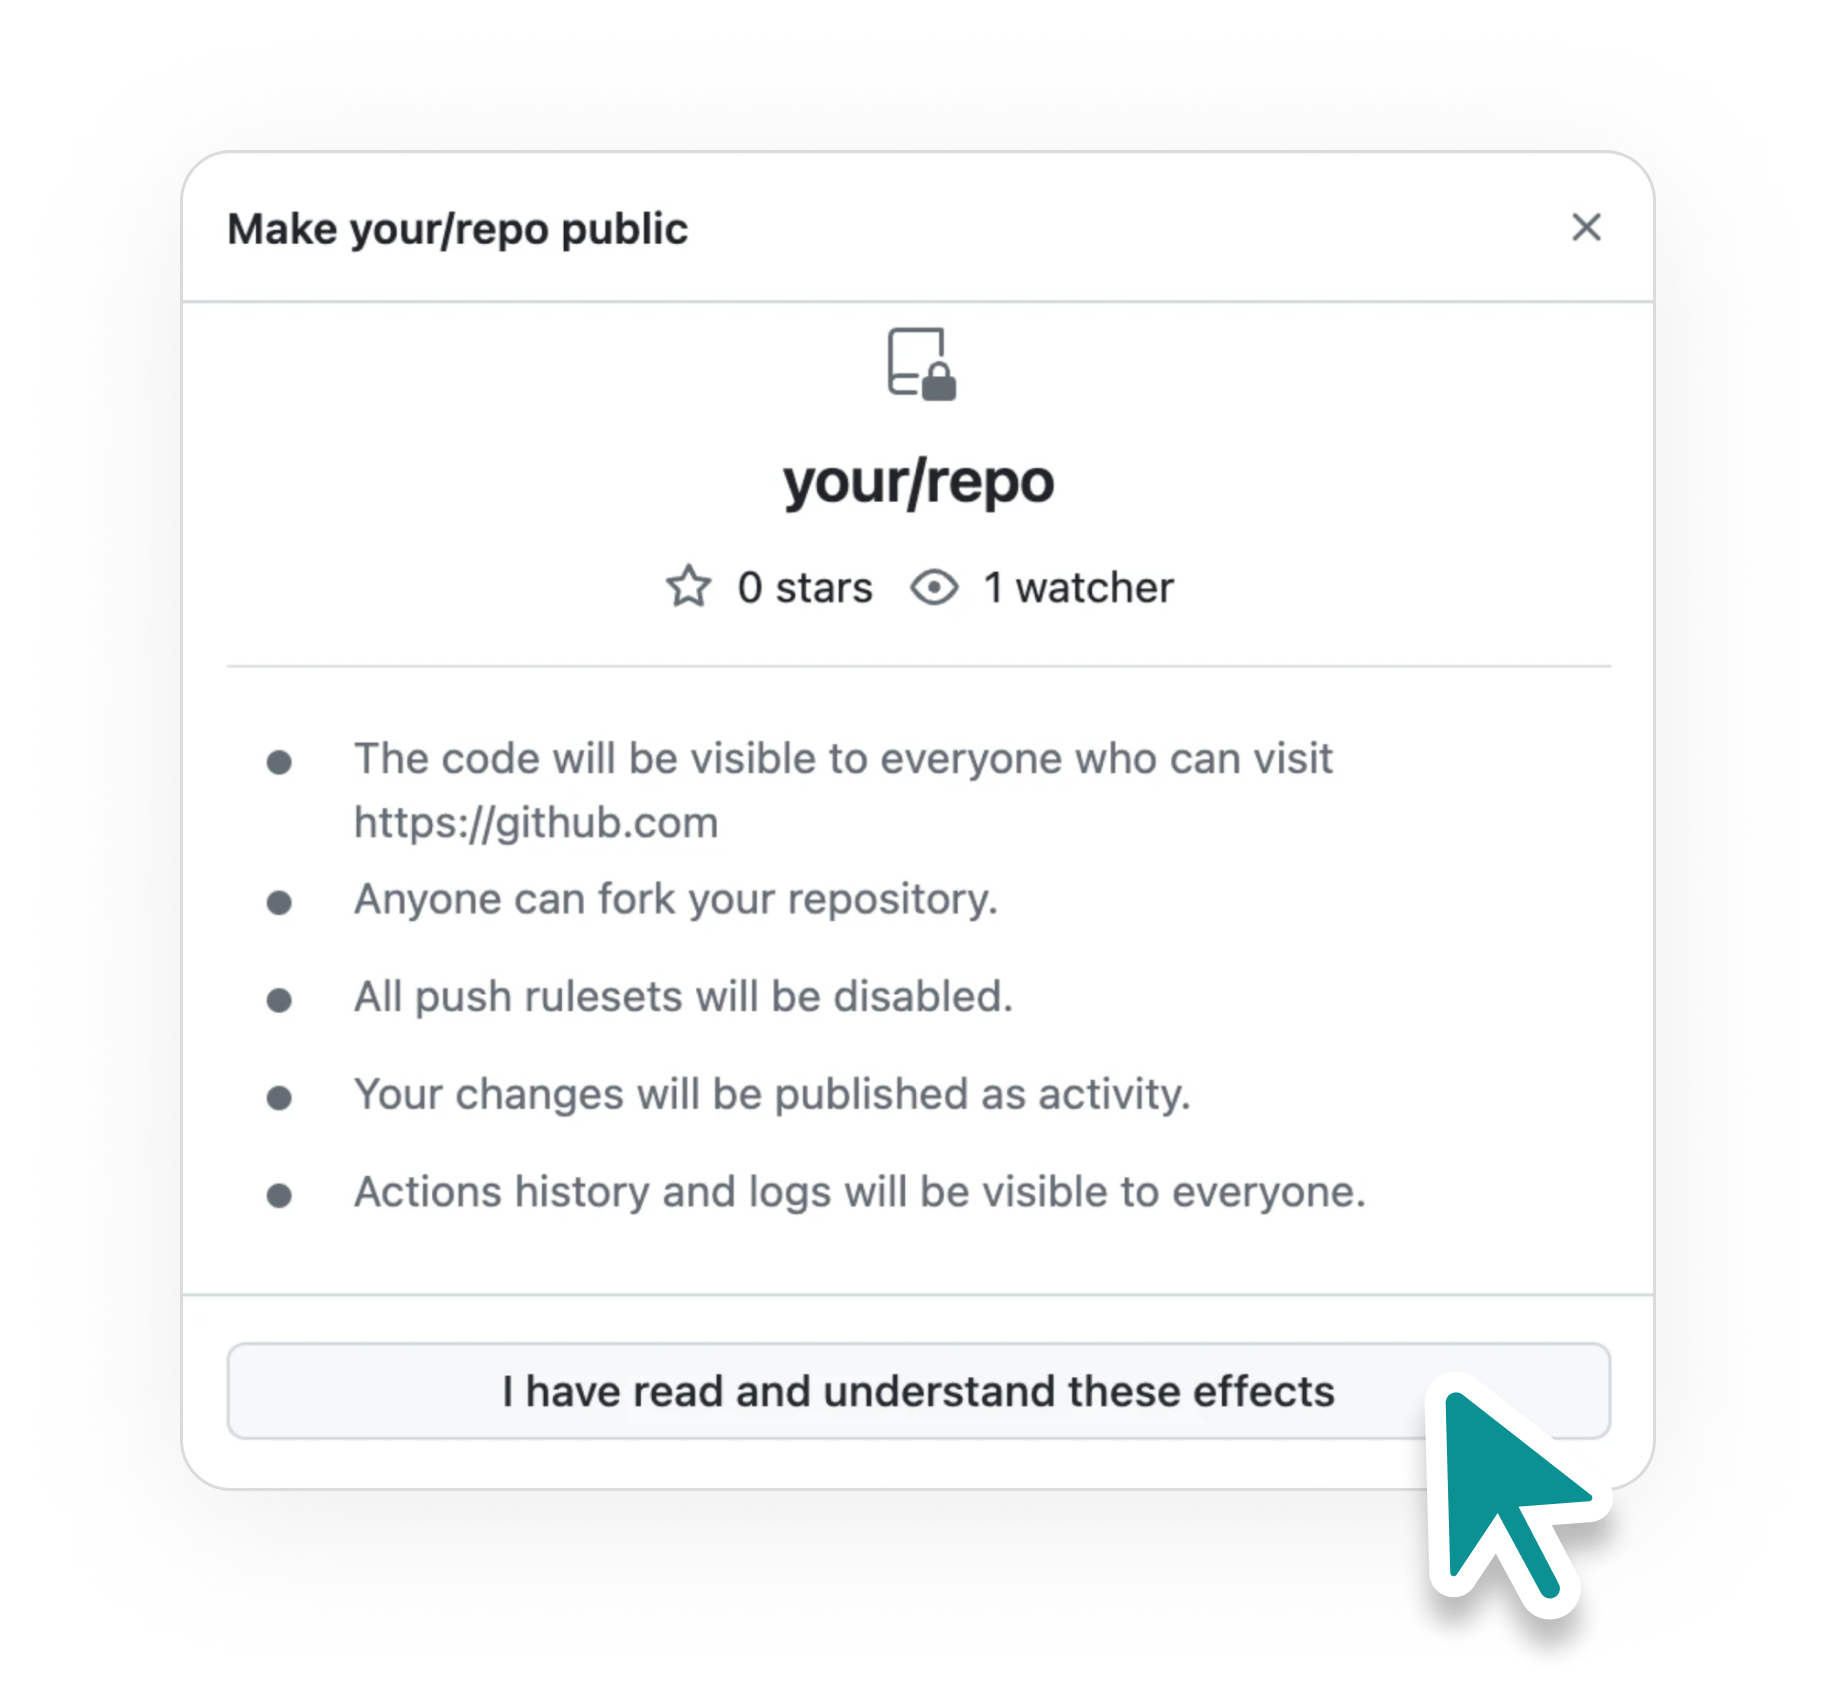 Make your/repo public
your/repo
0 stars 1 watcher
The code will be visible to everyone who can visit
https://github.com
Anyone can fork your repository.
All push rulesets will be disabled.
Your changes will be published as activity.
Actions history and logs will be visible to everyone.
I have read and understand these effects